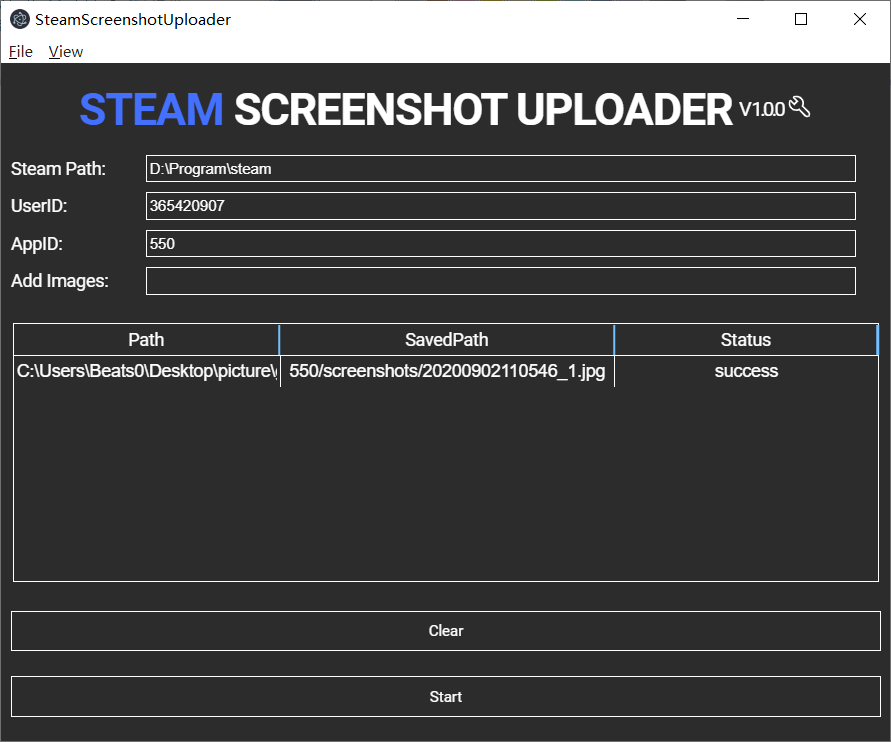 SteamScreenshotUploader
File View
STEAM SCREENSHOT UPLOADER V1.0.0
Steam Path: D:\Program\steam
UserID: 365420907
AppID: 550
Add Images:
Path SavedPath Status
C:\Users\Beats0\Desktop\picture\ 550/screenshots/20200902110546_1.jpg success
Clear
Start